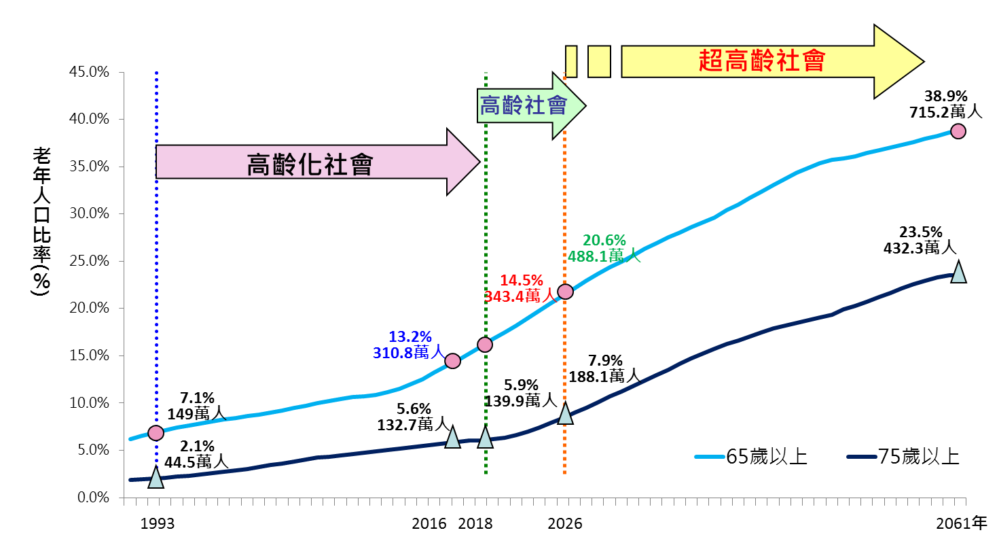 超高齡社會
高齡社會
高齡化社會
老年人口比率(%)
45.0%
40.0%
35.0%
30.0%
25.0%
20.0%
15.0%
10.0%
5.0%
0.0%
38.9%
715.2萬人
23.5%
432.3萬人
20.6%
488.1萬人
14.5%
343.4萬人
13.2%
310.8萬人
7.9%
188.1萬人
5.9%
139.9萬人
5.6%
132.7萬人
7.1%
149萬人
2.1%
44.5萬人
65歲以上
75歲以上
1993
2016
2018
2026
2061年